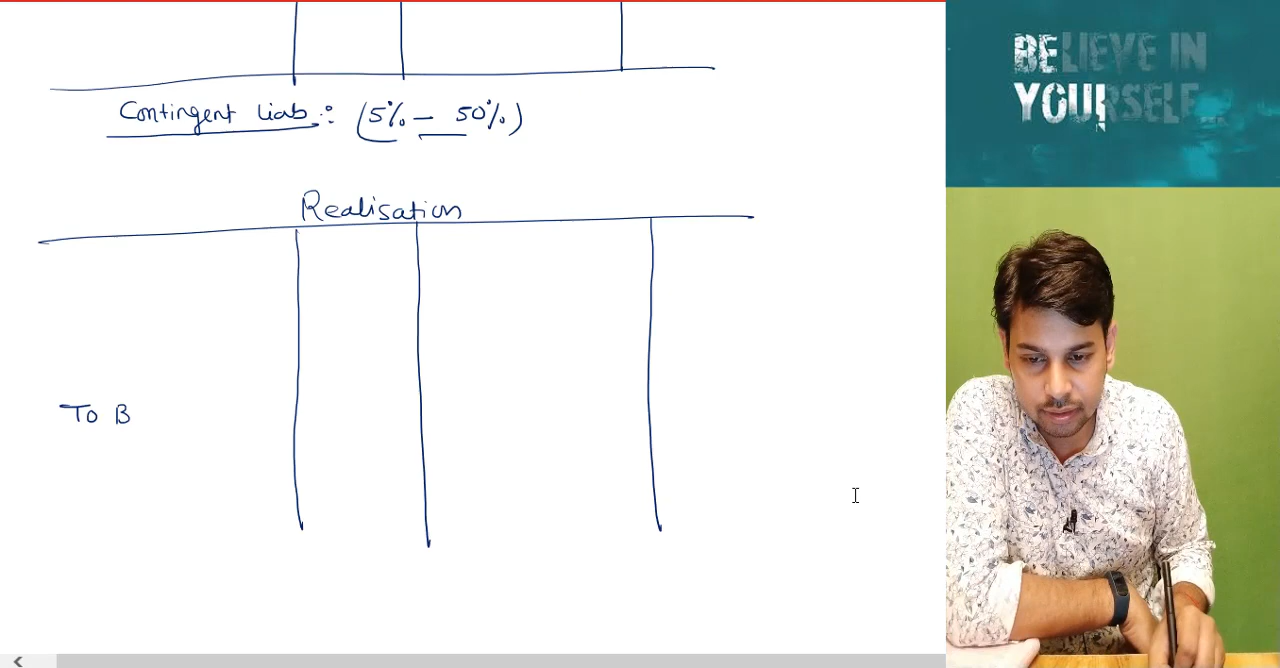 Contingent Liab.: (5% - 50%)
Realisation
To B
BELIEVE IN
YOURSELF...